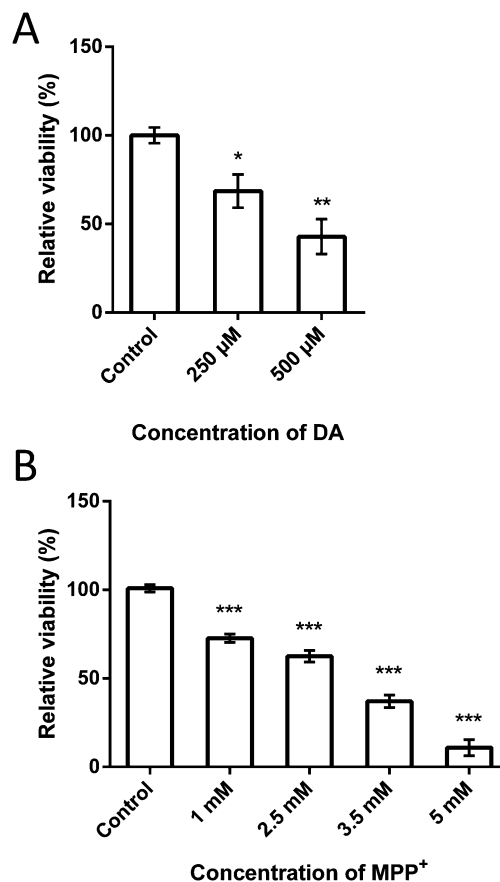 A
Relative viability (%)
150
100
50
0
*
**
Control
250 µM
500 µM
Concentration of DA
B
Relative viability (%)
150
100
50
0
***
***
***
***
Control
1 mM
2.5 mM
3.5 mM
5 mM
Concentration of MPP⁺